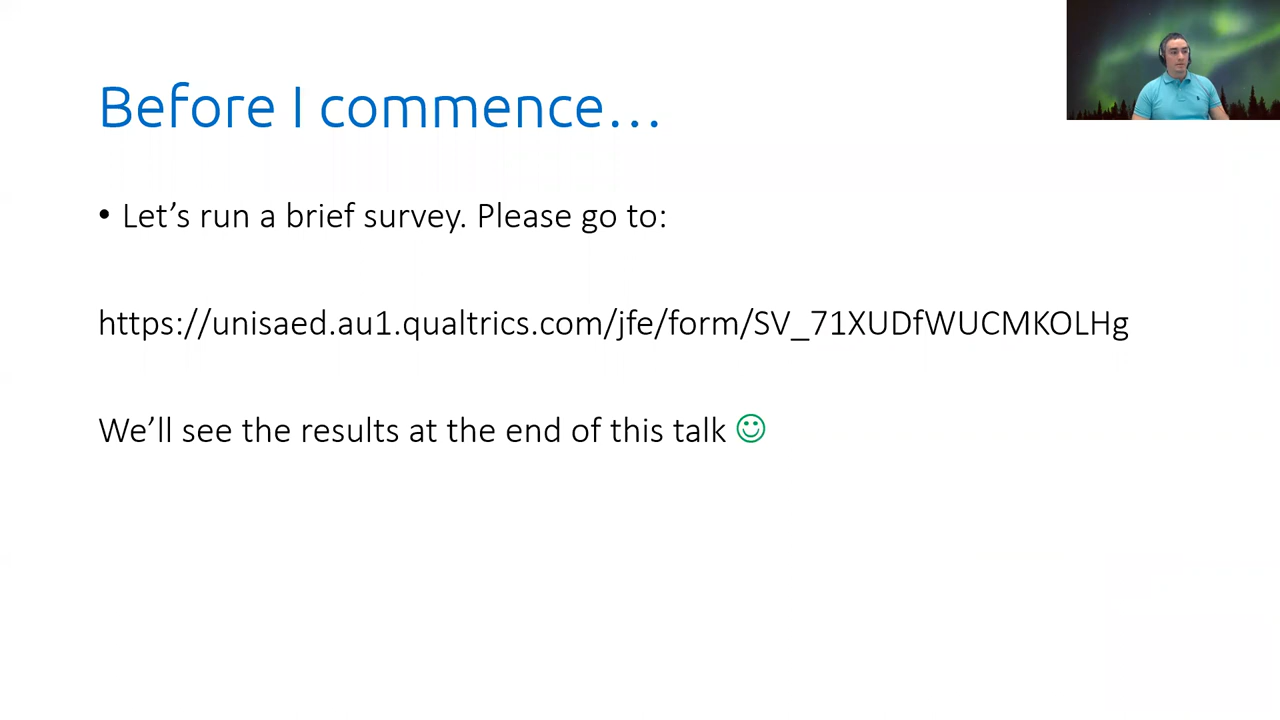 Before I commence…
• Let’s run a brief survey. Please go to:
https://unisaed.au1.qualtrics.com/jfe/form/SV_71XUDfWUCMKOLHg
We’ll see the results at the end of this talk ☺